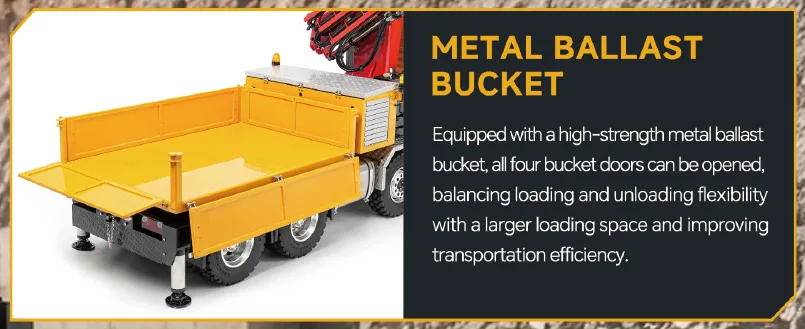 METAL BALLAST
BUCKET
Equipped with a high-strength metal ballast
bucket, all four bucket doors can be opened,
balancing loading and unloading flexibility
with a larger loading space and improving
transportation efficiency.